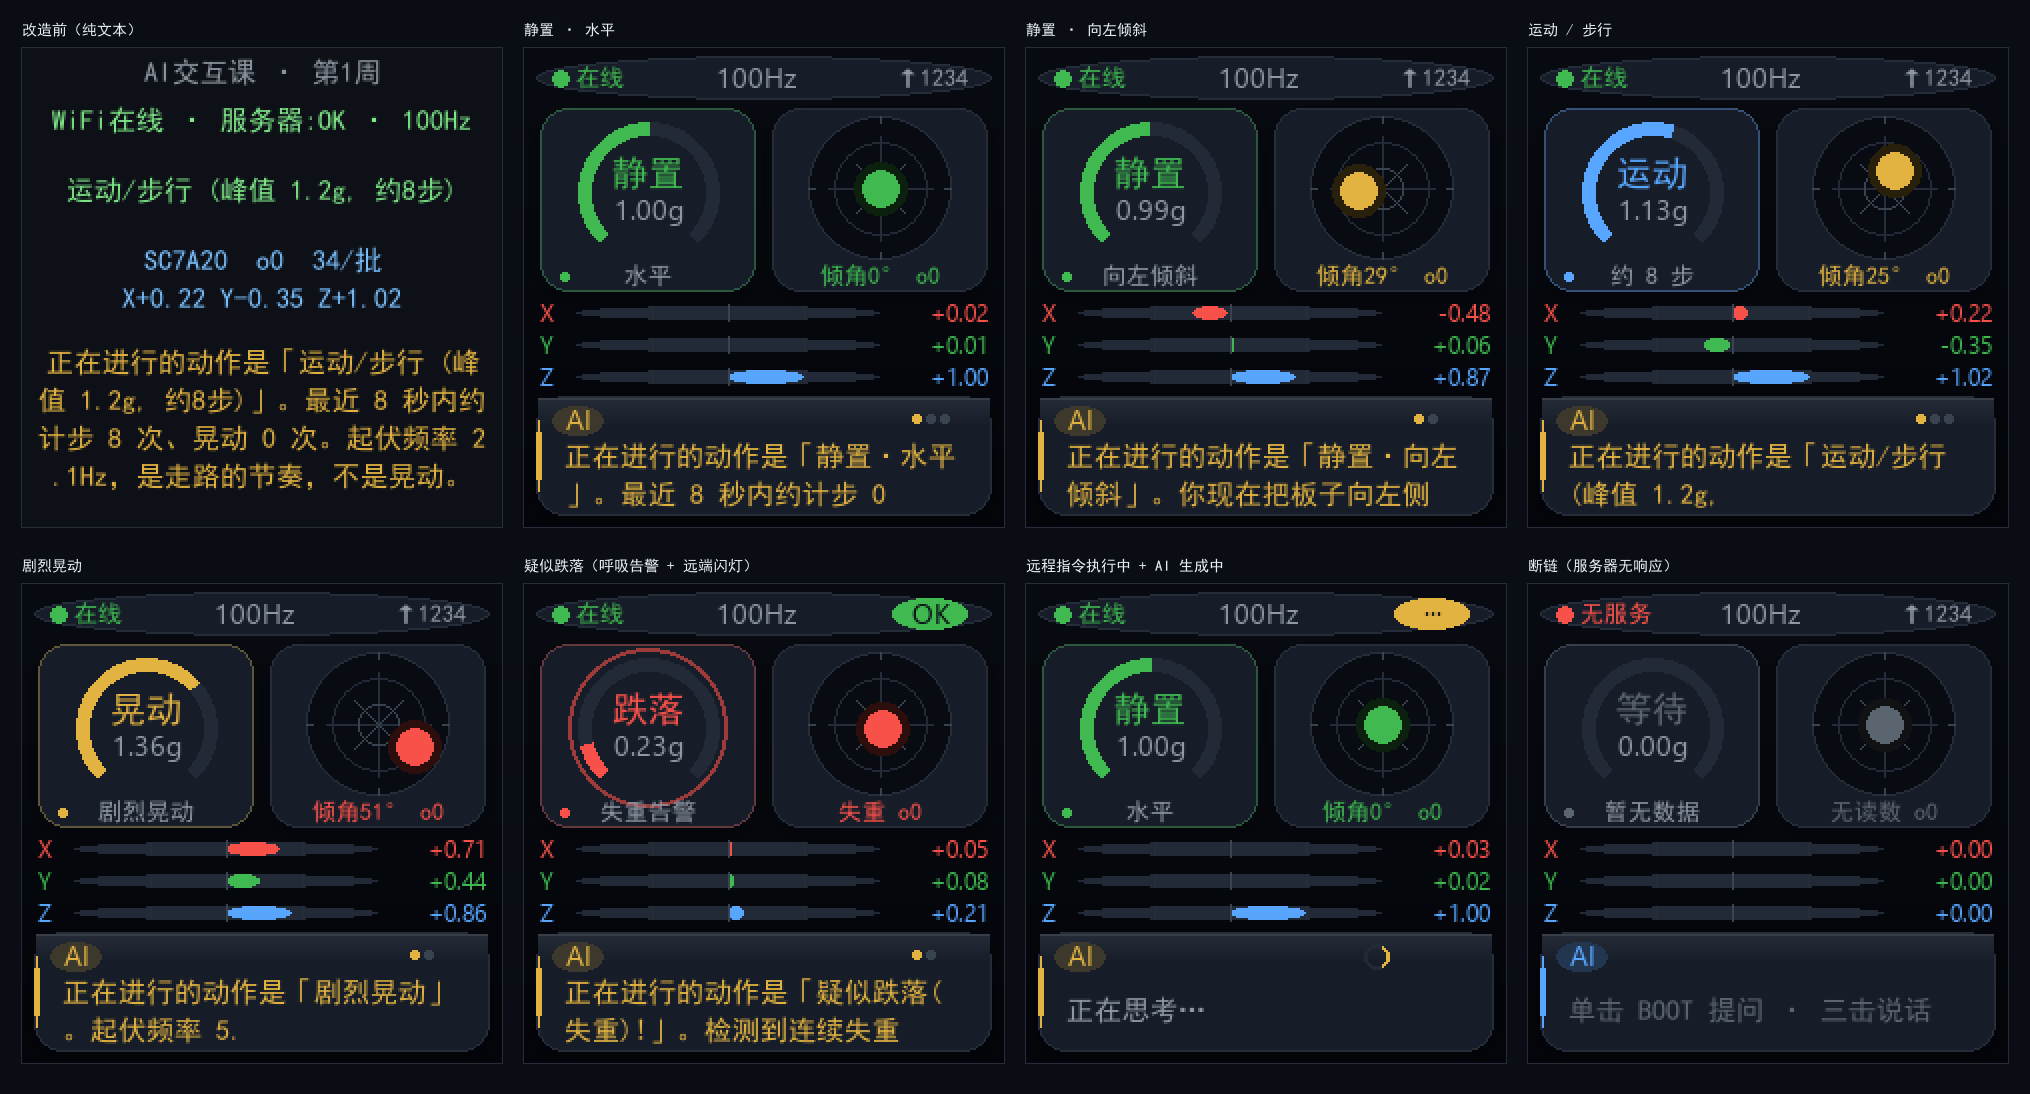 改造前（纯文本）
AI交互课 · 第1周
WiFi在线 · 服务器:OK · 100Hz
运动/步行 (峰值 1.2g, 约8步)
SC7A20 o0 34/批
X+0.22 Y-0.35 Z+1.02
正在进行的动作是「运动/步行 (峰
值 1.2g, 约8步)」。最近 8 秒内约
计步 8 次、晃动 0 次。起伏频率 2
.1Hz, 是走路的节奏, 不是晃动。
静置 · 水平
在线 100Hz ↑1234
静置
1.00g
水平
倾角0° o0
X +0.02
Y +0.01
Z +1.00
AI
正在进行的动作是「静置·水平
」。最近 8 秒内约计步 0
静置 · 向左倾斜
在线 100Hz ↑1234
静置
0.99g
向左倾斜
倾角29° o0
X -0.48
Y +0.06
Z +0.87
AI
正在进行的动作是「静置·向左
倾斜」。你现在把板子向左侧
运动 / 步行
在线 100Hz ↑1234
运动
1.13g
约 8 步
倾角25° o0
X +0.22
Y -0.35
Z +1.02
AI
正在进行的动作是「运动/步行
(峰值 1.2g,
剧烈晃动
在线 100Hz ↑1234
晃动
1.36g
剧烈晃动
倾角51° o0
X +0.71
Y +0.44
Z +0.86
AI
正在进行的动作是「剧烈晃动」
。起伏频率 5.
疑似跌落（呼吸告警 + 远端闪灯）
在线 100Hz OK
跌落
0.23g
失重告警
失重 o0
X +0.05
Y +0.08
Z +0.21
AI
正在进行的动作是「疑似跌落(
失重)!」。检测到连续失重
远程指令执行中 + AI 生成中
在线 100Hz …
静置
1.00g
水平
倾角0° o0
X +0.03
Y +0.02
Z +1.00
AI
正在思考…
断链（服务器无响应）
无服务 100Hz ↑1234
等待
0.00g
暂无数据
无读数 o0
X +0.00
Y +0.00
Z +0.00
AI
单击 BOOT 提问 · 三击说话